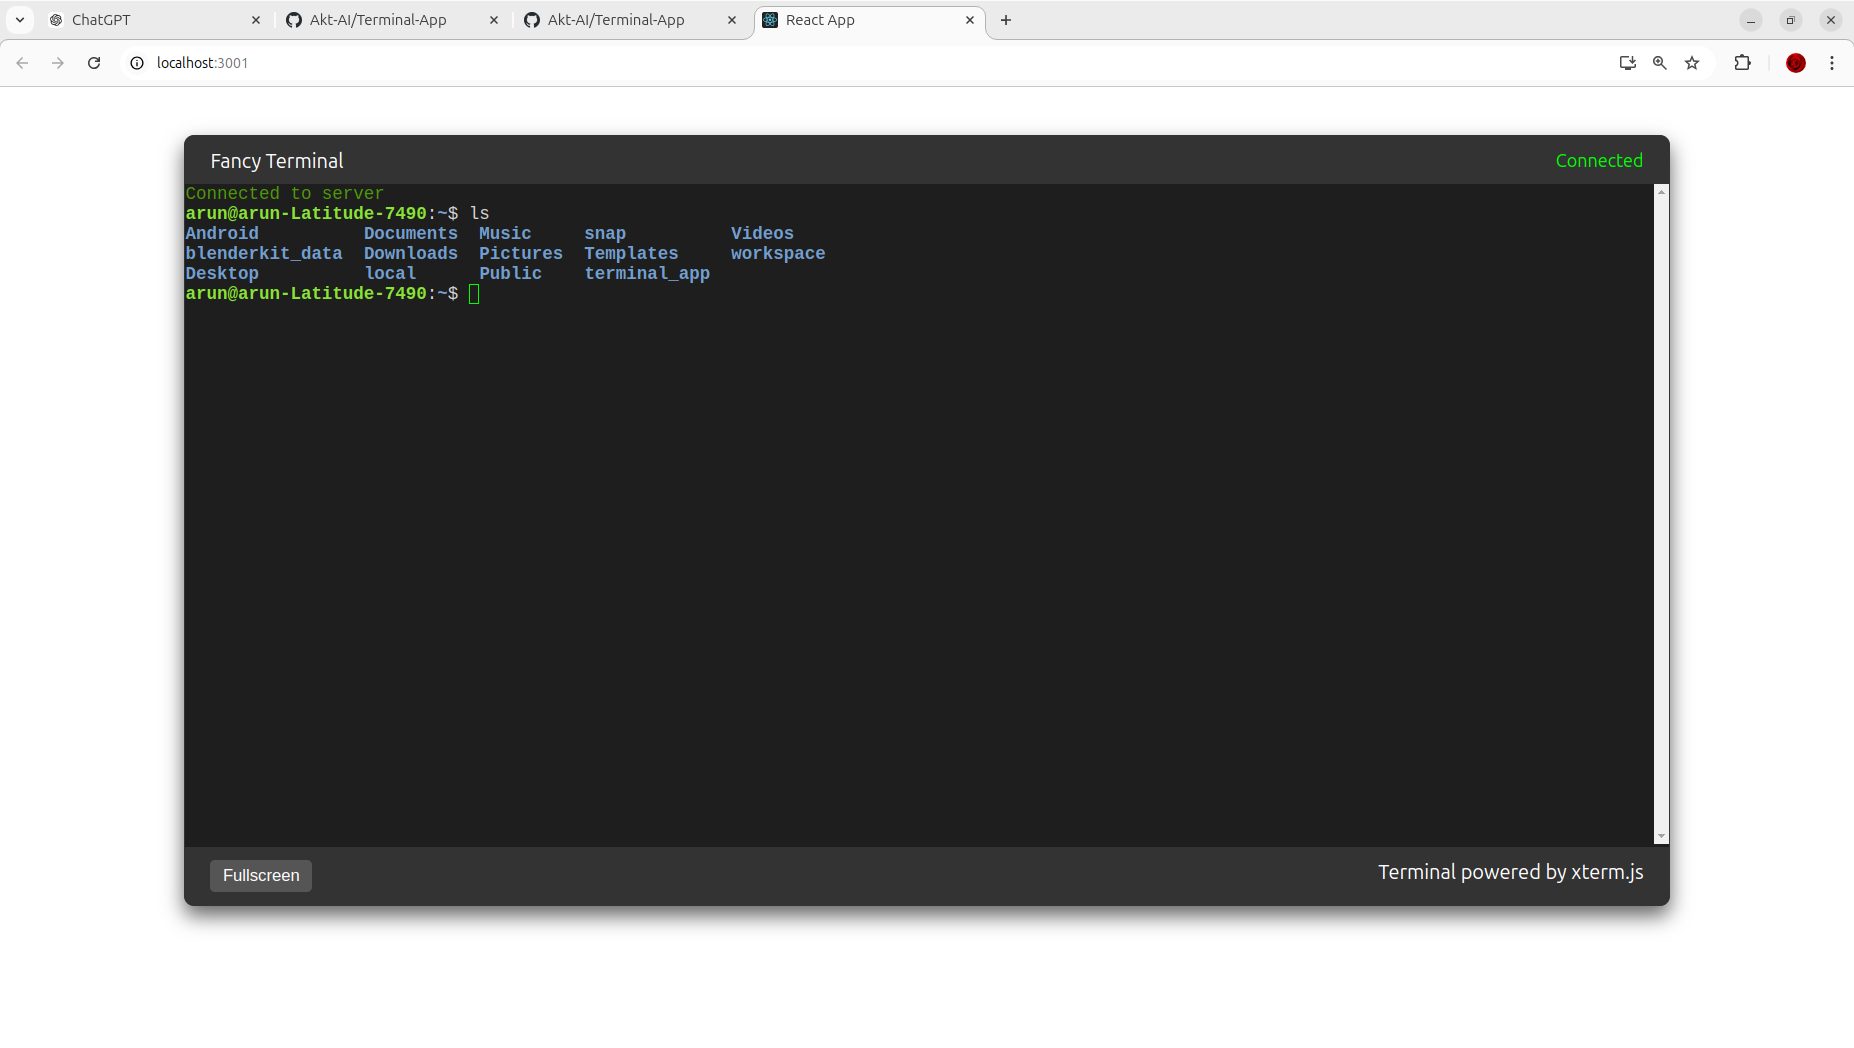 ChatGPT Akt-AI/Terminal-App Akt-AI/Terminal-App React App
localhost:3001
Fancy Terminal Connected
Connected to server
arun@arun-Latitude-7490:~$ ls
Android Documents Music snap Videos
blenderkit_data Downloads Pictures Templates workspace
Desktop local Public terminal_app
arun@arun-Latitude-7490:~$
Fullscreen Terminal powered by xterm.js